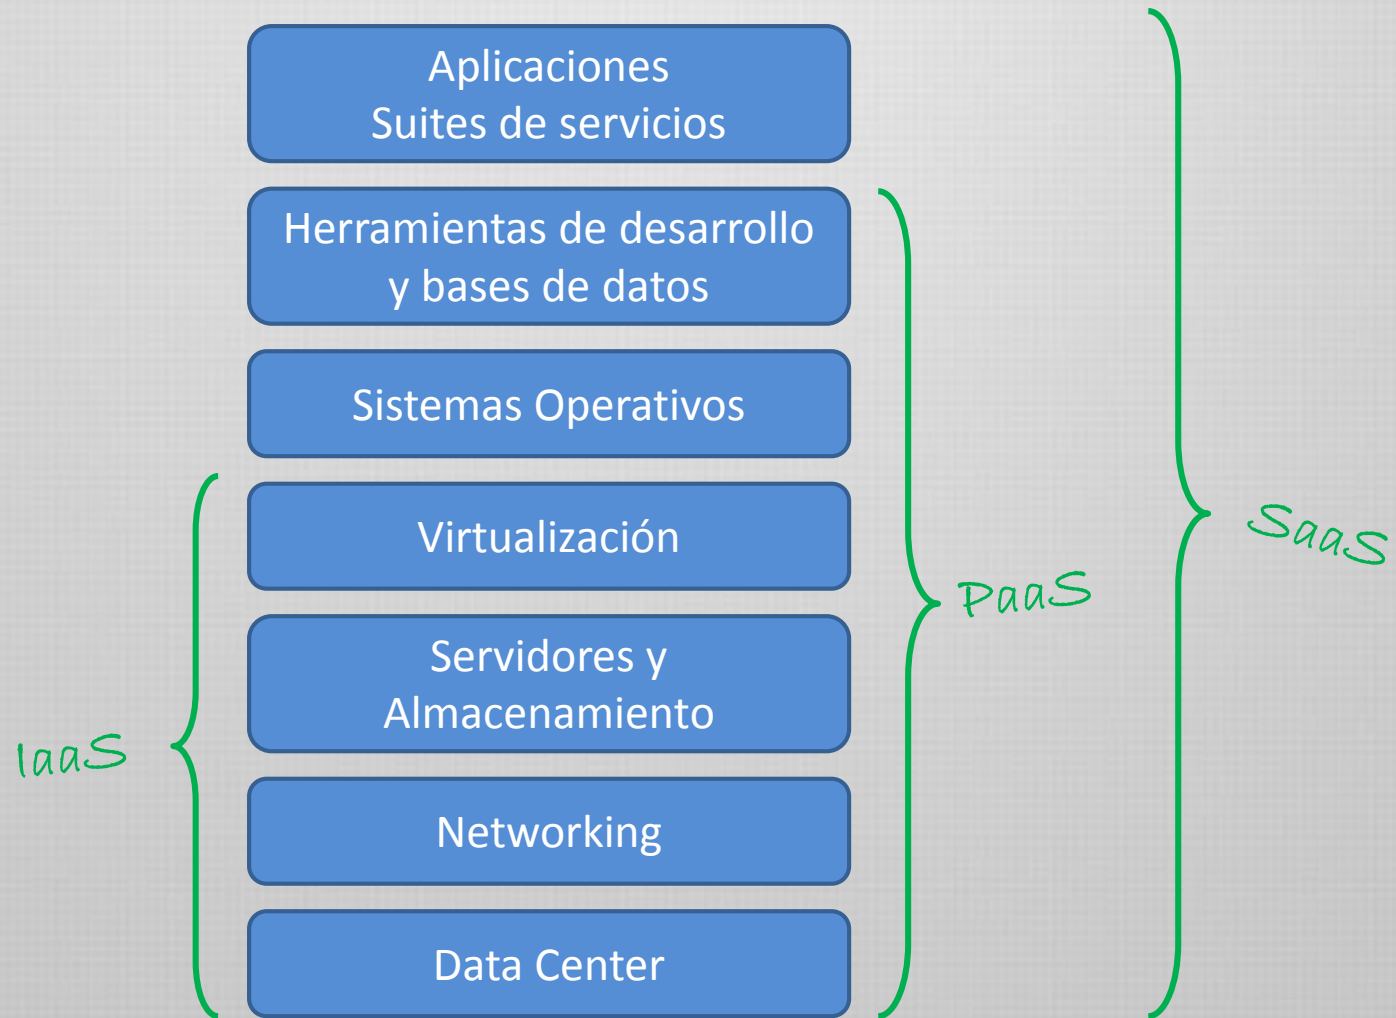 Aplicaciones
Suites de servicios
Herramientas de desarrollo
y bases de datos
Sistemas Operativos
Virtualización
Servidores y
Almacenamiento
Networking
Data Center
IaaS
PaaS
SaaS